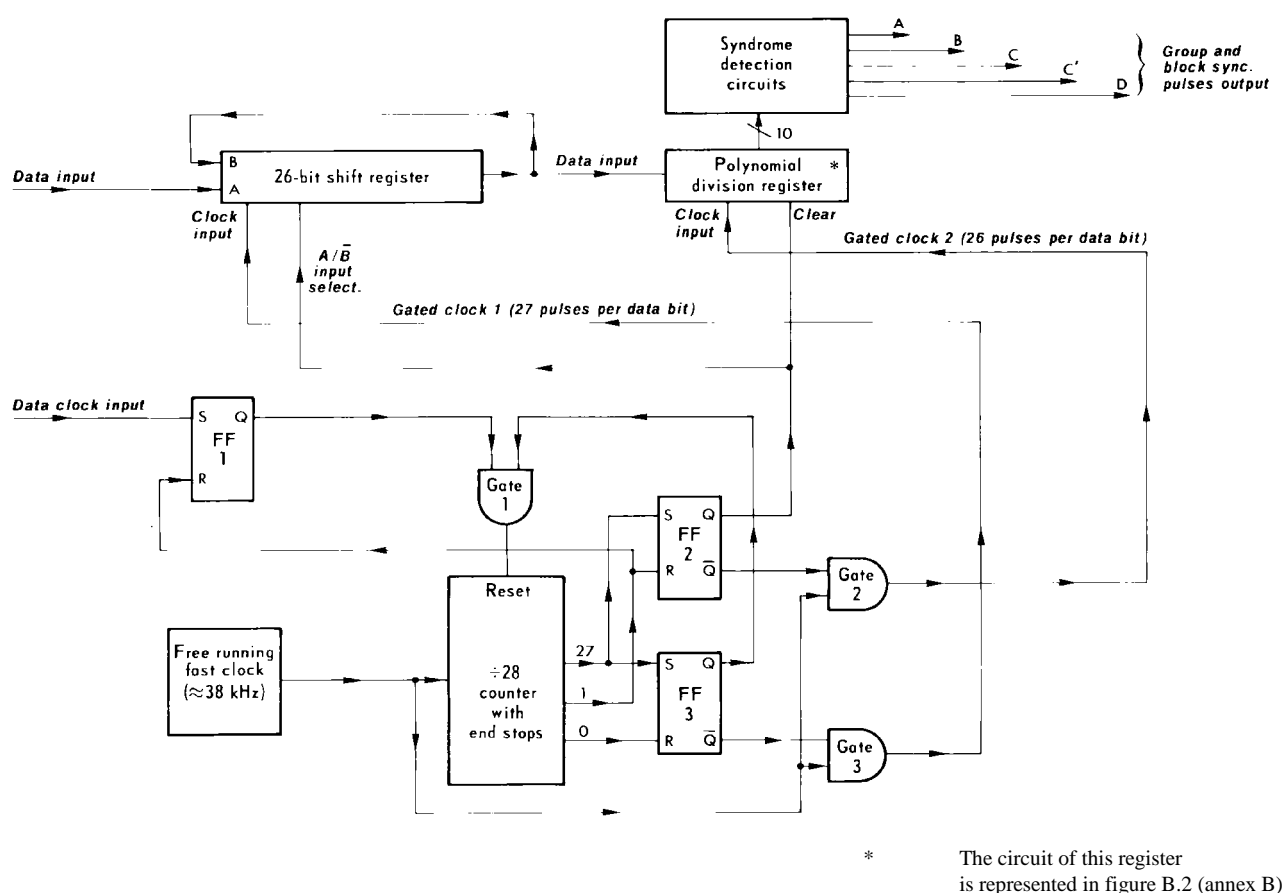 A
B
C
C'
D
Syndrome
detection
circuits
Group and
block sync.
pulses output
10
B
A
26-bit shift register
Data input
Data input
Polynomial *
division register
Clock
input
Clock
input
Clear
A/B̄
input
select.
Gated clock 2 (26 pulses per data bit)
Gated clock 1 (27 pulses per data bit)
Data clock input
S Q
FF
1
R
Gate
1
S Q
FF
2
R Q̄
Gate
2
Reset
Free running
fast clock
(≈38 kHz)
÷28
counter
with
end stops
27
1
0
S Q
FF
3
R Q̄
Gate
3
* The circuit of this register
is represented in figure B.2 (annex B)